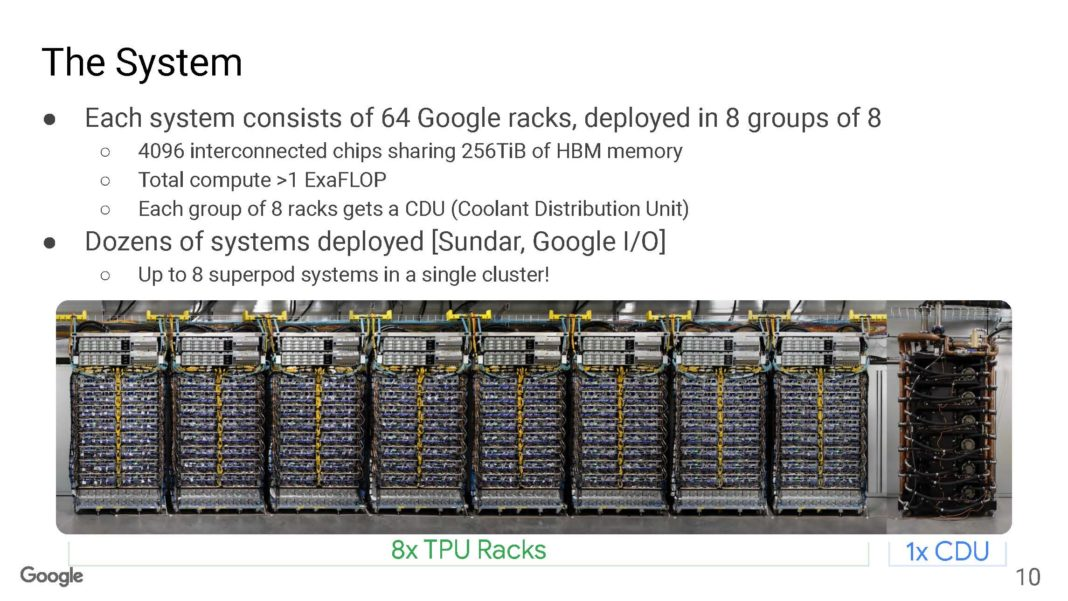 The System
● Each system consists of 64 Google racks, deployed in 8 groups of 8
○ 4096 interconnected chips sharing 256TiB of HBM memory
○ Total compute >1 ExaFLOP
○ Each group of 8 racks gets a CDU (Coolant Distribution Unit)
● Dozens of systems deployed [Sundar, Google I/O]
○ Up to 8 superpod systems in a single cluster!
8x TPU Racks
1x CDU
Google
10